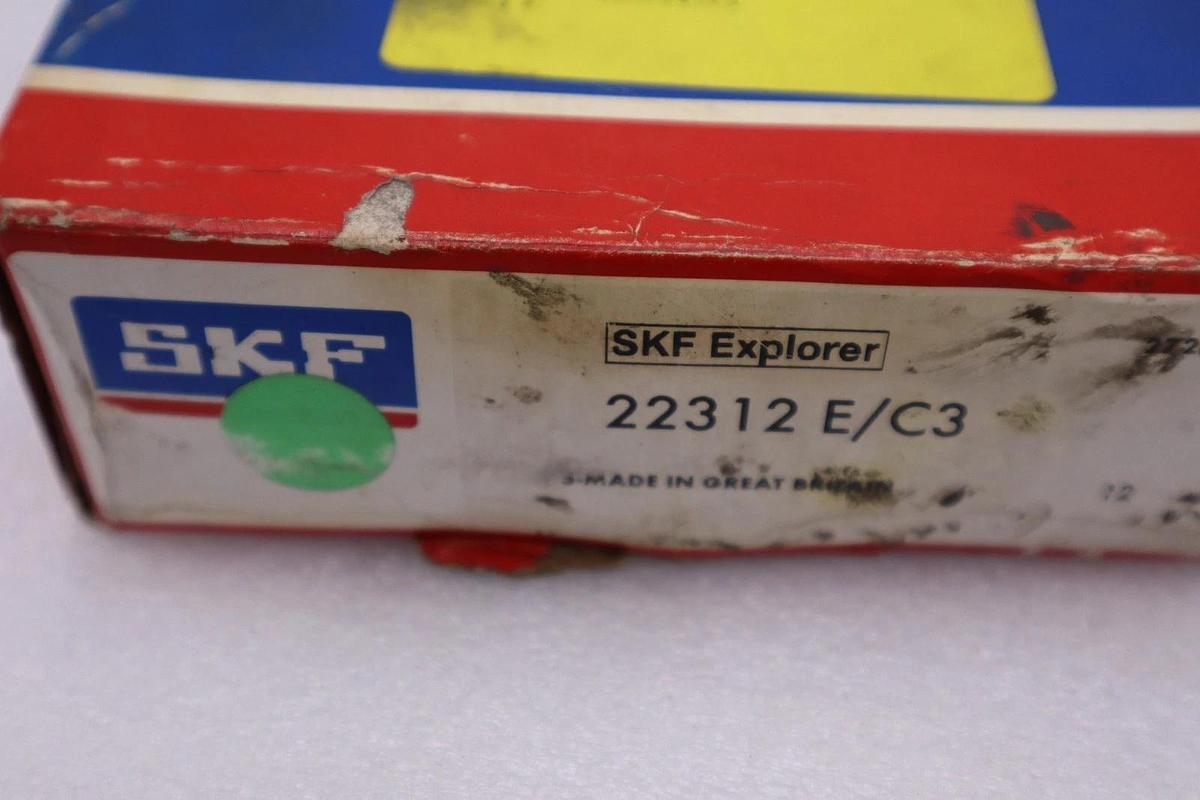 SKF
SKF Explorer
22312 E/C3
MADE IN GREAT BRITAIN